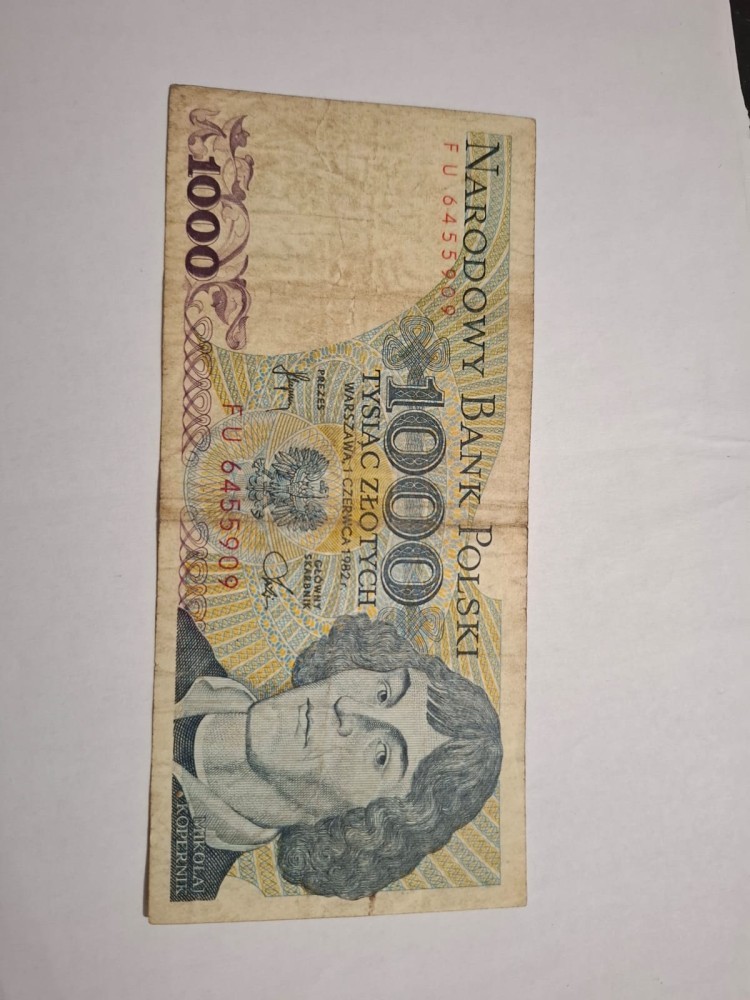 NARODOWY BANK POLSKI
FU 6455909
1000
TYSIĄC ZŁOTYCH
WARSZAWA 1 CZERWCA 1982 r.
PREZES
GŁÓWNY
SKARBNIK
FU 6455909
1000
MIKOŁAJ
KOPERNIK